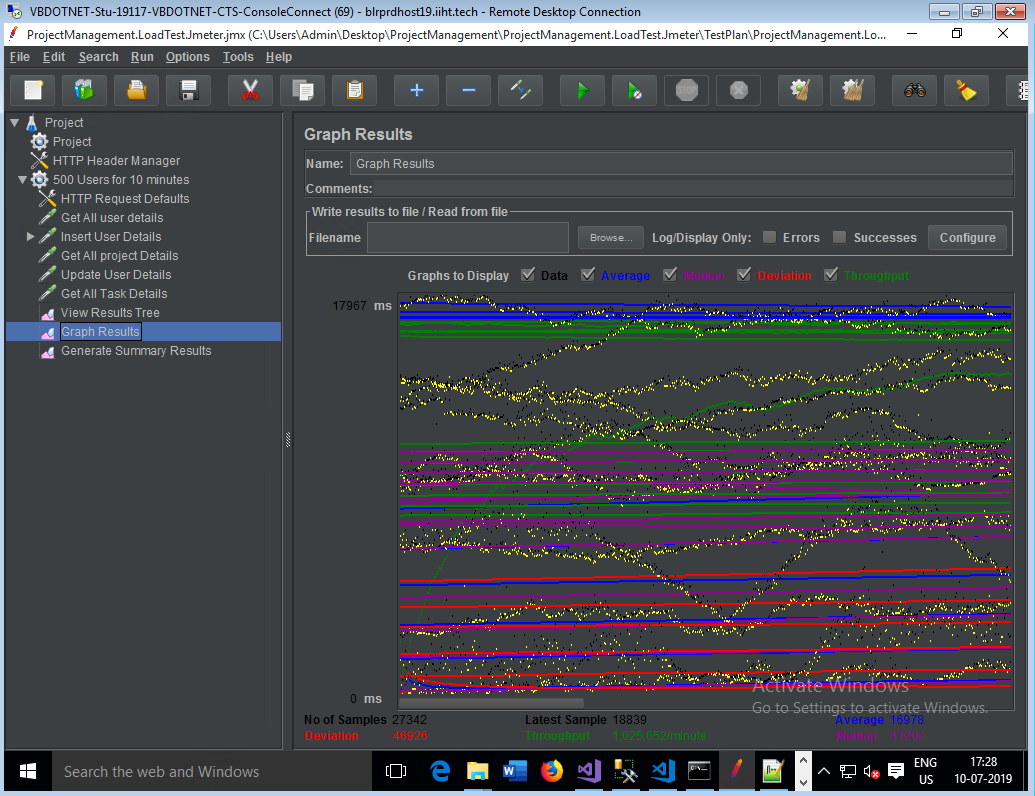 VBDOTNET-Stu-19117-VBDOTNET-CTS-ConsoleConnect (69) - blrprdhost19.iiht.tech - Remote Desktop Connection
ProjectManagement.LoadTest.Jmeter.jmx (C:\Users\Admin\Desktop\ProjectManagement\ProjectManagement.LoadTest.Jmeter\TestPlan\ProjectManagement.Lo...
File Edit Search Run Options Tools Help
STOP
Project
Project
HTTP Header Manager
500 Users for 10 minutes
HTTP Request Defaults
Get All user details
Insert User Details
Get All project Details
Update User Details
Get All Task Details
View Results Tree
Graph Results
Generate Summary Results
Graph Results
Name: Graph Results
Comments:
Write results to file / Read from file
Filename Browse... Log/Display Only: Errors Successes Configure
Graphs to Display Data Average Median Deviation Throughput
17967 ms
0 ms
Activate Windows
Go to Settings to activate Windows.
No of Samples 27342 Latest Sample 18839 Average 16978
Deviation 46925 Throughput 1,025.652/minute Median
Search the web and Windows
ENG
US
17:28
10-07-2019